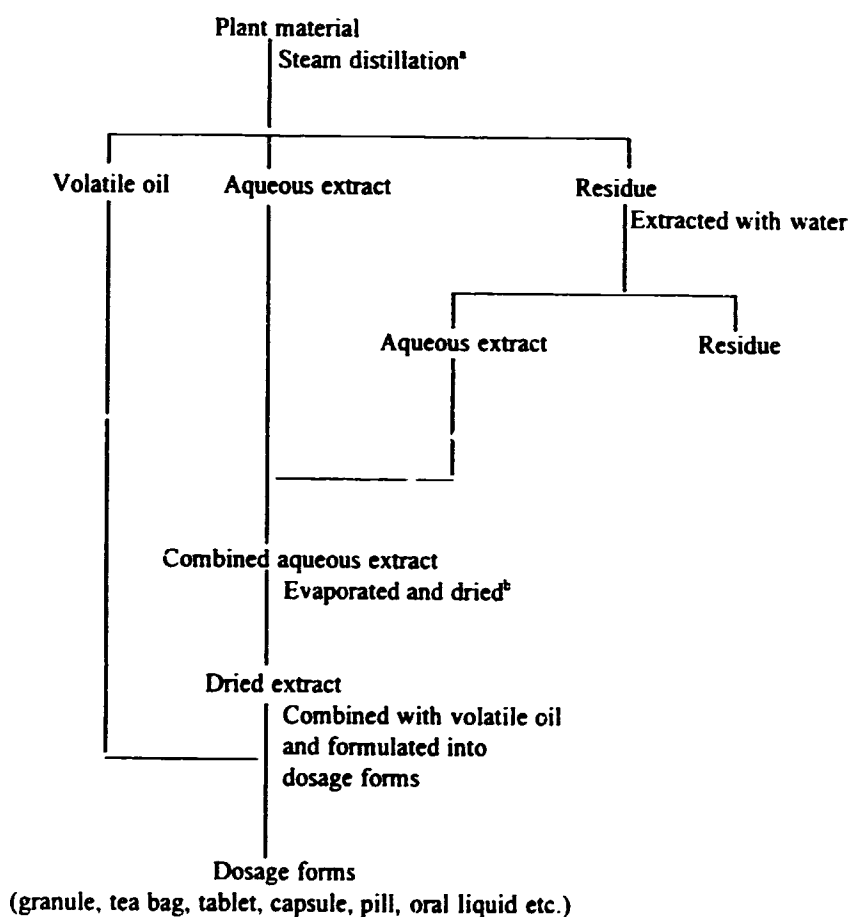 Plant material
Steam distillationᵃ
Volatile oil
Aqueous extract
Residue
Extracted with water
Aqueous extract
Residue
Combined aqueous extract
Evaporated and driedᵇ
Dried extract
Combined with volatile oil
and formulated into
dosage forms
Dosage forms
(granule, tea bag, tablet, capsule, pill, oral liquid etc.)